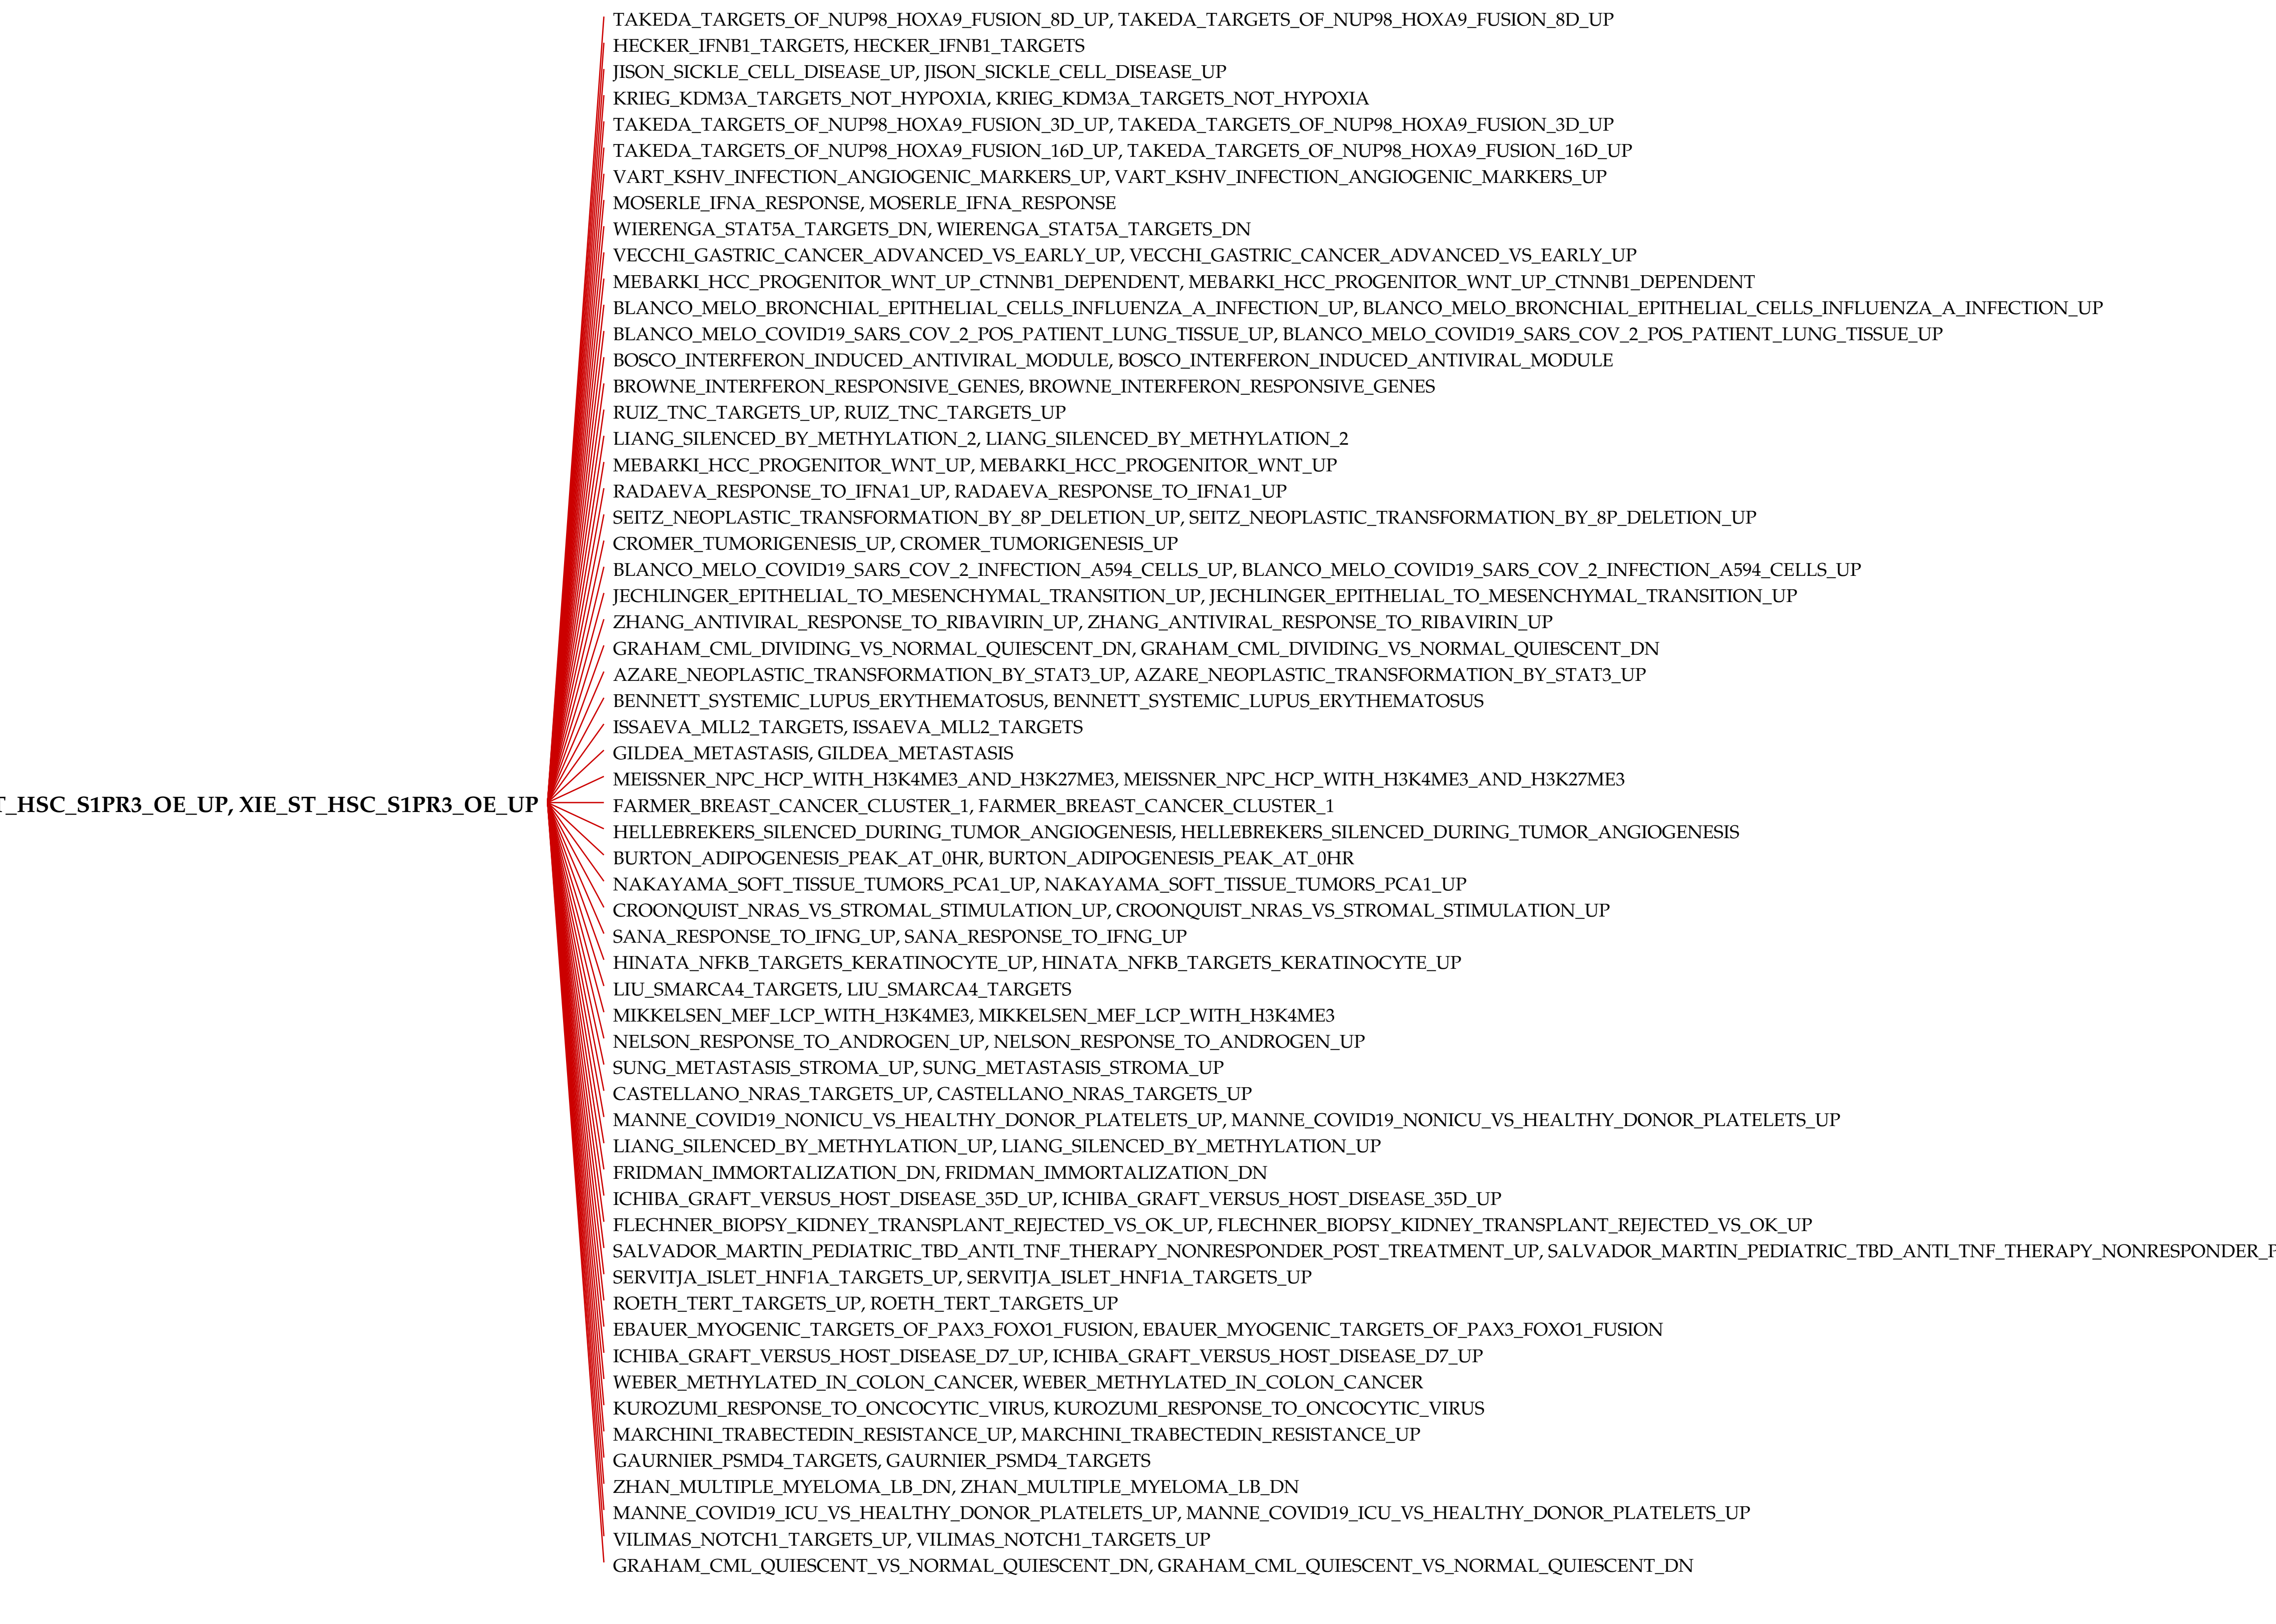 TAKEDA_TARGETS_OF_NUP98_HOXA9_FUSION_8D_UP, TAKEDA_TARGETS_OF_NUP98_HOXA9_FUSION_8D_UP
HECKER_IFNB1_TARGETS, HECKER_IFNB1_TARGETS
JISON_SICKLE_CELL_DISEASE_UP, JISON_SICKLE_CELL_DISEASE_UP
KRIEG_KDM3A_TARGETS_NOT_HYPOXIA, KRIEG_KDM3A_TARGETS_NOT_HYPOXIA
TAKEDA_TARGETS_OF_NUP98_HOXA9_FUSION_3D_UP, TAKEDA_TARGETS_OF_NUP98_HOXA9_FUSION_3D_UP
TAKEDA_TARGETS_OF_NUP98_HOXA9_FUSION_16D_UP, TAKEDA_TARGETS_OF_NUP98_HOXA9_FUSION_16D_UP
VART_KSHV_INFECTION_ANGIOGENIC_MARKERS_UP, VART_KSHV_INFECTION_ANGIOGENIC_MARKERS_UP
MOSERLE_IFNA_RESPONSE, MOSERLE_IFNA_RESPONSE
WIERENGA_STAT5A_TARGETS_DN, WIERENGA_STAT5A_TARGETS_DN
VECCHI_GASTRIC_CANCER_ADVANCED_VS_EARLY_UP, VECCHI_GASTRIC_CANCER_ADVANCED_VS_EARLY_UP
MEBARKI_HCC_PROGENITOR_WNT_UP_CTNNB1_DEPENDENT, MEBARKI_HCC_PROGENITOR_WNT_UP_CTNNB1_DEPENDENT
BLANCO_MELO_BRONCHIAL_EPITHELIAL_CELLS_INFLUENZA_A_INFECTION_UP, BLANCO_MELO_BRONCHIAL_EPITHELIAL_CELLS_INFLUENZA_A_INFECTION_UP
BLANCO_MELO_COVID19_SARS_COV_2_POS_PATIENT_LUNG_TISSUE_UP, BLANCO_MELO_COVID19_SARS_COV_2_POS_PATIENT_LUNG_TISSUE_UP
BOSCO_INTERFERON_INDUCED_ANTIVIRAL_MODULE, BOSCO_INTERFERON_INDUCED_ANTIVIRAL_MODULE
BROWNE_INTERFERON_RESPONSIVE_GENES, BROWNE_INTERFERON_RESPONSIVE_GENES
RUIZ_TNC_TARGETS_UP, RUIZ_TNC_TARGETS_UP
LIANG_SILENCED_BY_METHYLATION_2, LIANG_SILENCED_BY_METHYLATION_2
MEBARKI_HCC_PROGENITOR_WNT_UP, MEBARKI_HCC_PROGENITOR_WNT_UP
RADAEVA_RESPONSE_TO_IFNA1_UP, RADAEVA_RESPONSE_TO_IFNA1_UP
SEITZ_NEOPLASTIC_TRANSFORMATION_BY_8P_DELETION_UP, SEITZ_NEOPLASTIC_TRANSFORMATION_BY_8P_DELETION_UP
CROMER_TUMORIGENESIS_UP, CROMER_TUMORIGENESIS_UP
BLANCO_MELO_COVID19_SARS_COV_2_INFECTION_A594_CELLS_UP, BLANCO_MELO_COVID19_SARS_COV_2_INFECTION_A594_CELLS_UP
JECHLINGER_EPITHELIAL_TO_MESENCHYMAL_TRANSITION_UP, JECHLINGER_EPITHELIAL_TO_MESENCHYMAL_TRANSITION_UP
ZHANG_ANTIVIRAL_RESPONSE_TO_RIBAVIRIN_UP, ZHANG_ANTIVIRAL_RESPONSE_TO_RIBAVIRIN_UP
GRAHAM_CML_DIVIDING_VS_NORMAL_QUIESCENT_DN, GRAHAM_CML_DIVIDING_VS_NORMAL_QUIESCENT_DN
AZARE_NEOPLASTIC_TRANSFORMATION_BY_STAT3_UP, AZARE_NEOPLASTIC_TRANSFORMATION_BY_STAT3_UP
BENNETT_SYSTEMIC_LUPUS_ERYTHEMATOSUS, BENNETT_SYSTEMIC_LUPUS_ERYTHEMATOSUS
ISSAEVA_MLL2_TARGETS, ISSAEVA_MLL2_TARGETS
GILDEA_METASTASIS, GILDEA_METASTASIS
MEISSNER_NPC_HCP_WITH_H3K4ME3_AND_H3K27ME3, MEISSNER_NPC_HCP_WITH_H3K4ME3_AND_H3K27ME3
T_HSC_S1PR3_OE_UP, XIE_ST_HSC_S1PR3_OE_UP
FARMER_BREAST_CANCER_CLUSTER_1, FARMER_BREAST_CANCER_CLUSTER_1
HELLEBREKERS_SILENCED_DURING_TUMOR_ANGIOGENESIS, HELLEBREKERS_SILENCED_DURING_TUMOR_ANGIOGENESIS
BURTON_ADIPOGENESIS_PEAK_AT_0HR, BURTON_ADIPOGENESIS_PEAK_AT_0HR
NAKAYAMA_SOFT_TISSUE_TUMORS_PCA1_UP, NAKAYAMA_SOFT_TISSUE_TUMORS_PCA1_UP
CROONQUIST_NRAS_VS_STROMAL_STIMULATION_UP, CROONQUIST_NRAS_VS_STROMAL_STIMULATION_UP
SANA_RESPONSE_TO_IFNG_UP, SANA_RESPONSE_TO_IFNG_UP
HINATA_NFKB_TARGETS_KERATINOCYTE_UP, HINATA_NFKB_TARGETS_KERATINOCYTE_UP
LIU_SMARCA4_TARGETS, LIU_SMARCA4_TARGETS
MIKKELSEN_MEF_LCP_WITH_H3K4ME3, MIKKELSEN_MEF_LCP_WITH_H3K4ME3
NELSON_RESPONSE_TO_ANDROGEN_UP, NELSON_RESPONSE_TO_ANDROGEN_UP
SUNG_METASTASIS_STROMA_UP, SUNG_METASTASIS_STROMA_UP
CASTELLANO_NRAS_TARGETS_UP, CASTELLANO_NRAS_TARGETS_UP
MANNE_COVID19_NONICU_VS_HEALTHY_DONOR_PLATELETS_UP, MANNE_COVID19_NONICU_VS_HEALTHY_DONOR_PLATELETS_UP
LIANG_SILENCED_BY_METHYLATION_UP, LIANG_SILENCED_BY_METHYLATION_UP
FRIDMAN_IMMORTALIZATION_DN, FRIDMAN_IMMORTALIZATION_DN
ICHIBA_GRAFT_VERSUS_HOST_DISEASE_35D_UP, ICHIBA_GRAFT_VERSUS_HOST_DISEASE_35D_UP
FLECHNER_BIOPSY_KIDNEY_TRANSPLANT_REJECTED_VS_OK_UP, FLECHNER_BIOPSY_KIDNEY_TRANSPLANT_REJECTED_VS_OK_UP
SALVADOR_MARTIN_PEDIATRIC_TBD_ANTI_TNF_THERAPY_NONRESPONDER_POST_TREATMENT_UP, SALVADOR_MARTIN_PEDIATRIC_TBD_ANTI_TNF_THERAPY_NONRESPONDER_P
SERVITJA_ISLET_HNF1A_TARGETS_UP, SERVITJA_ISLET_HNF1A_TARGETS_UP
ROETH_TERT_TARGETS_UP, ROETH_TERT_TARGETS_UP
EBAUER_MYOGENIC_TARGETS_OF_PAX3_FOXO1_FUSION, EBAUER_MYOGENIC_TARGETS_OF_PAX3_FOXO1_FUSION
ICHIBA_GRAFT_VERSUS_HOST_DISEASE_D7_UP, ICHIBA_GRAFT_VERSUS_HOST_DISEASE_D7_UP
WEBER_METHYLATED_IN_COLON_CANCER, WEBER_METHYLATED_IN_COLON_CANCER
KUROZUMI_RESPONSE_TO_ONCOCYTIC_VIRUS, KUROZUMI_RESPONSE_TO_ONCOCYTIC_VIRUS
MARCHINI_TRABECTEDIN_RESISTANCE_UP, MARCHINI_TRABECTEDIN_RESISTANCE_UP
GAURNIER_PSMD4_TARGETS, GAURNIER_PSMD4_TARGETS
ZHAN_MULTIPLE_MYELOMA_LB_DN, ZHAN_MULTIPLE_MYELOMA_LB_DN
MANNE_COVID19_ICU_VS_HEALTHY_DONOR_PLATELETS_UP, MANNE_COVID19_ICU_VS_HEALTHY_DONOR_PLATELETS_UP
VILIMAS_NOTCH1_TARGETS_UP, VILIMAS_NOTCH1_TARGETS_UP
GRAHAM_CML_QUIESCENT_VS_NORMAL_QUIESCENT_DN, GRAHAM_CML_QUIESCENT_VS_NORMAL_QUIESCENT_DN